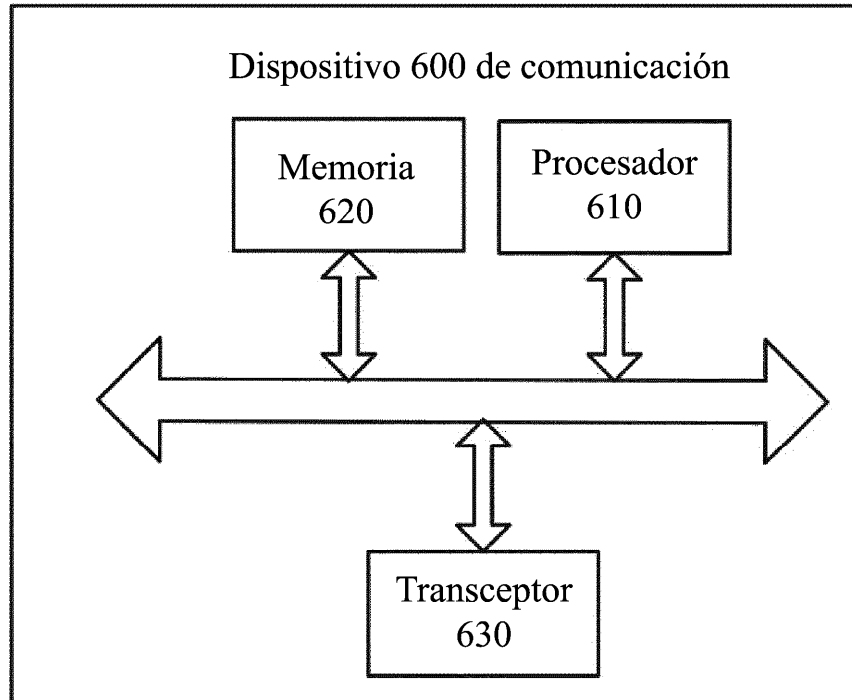 Dispositivo 600 de comunicación
Memoria
620
Procesador
610
Transceptor
630